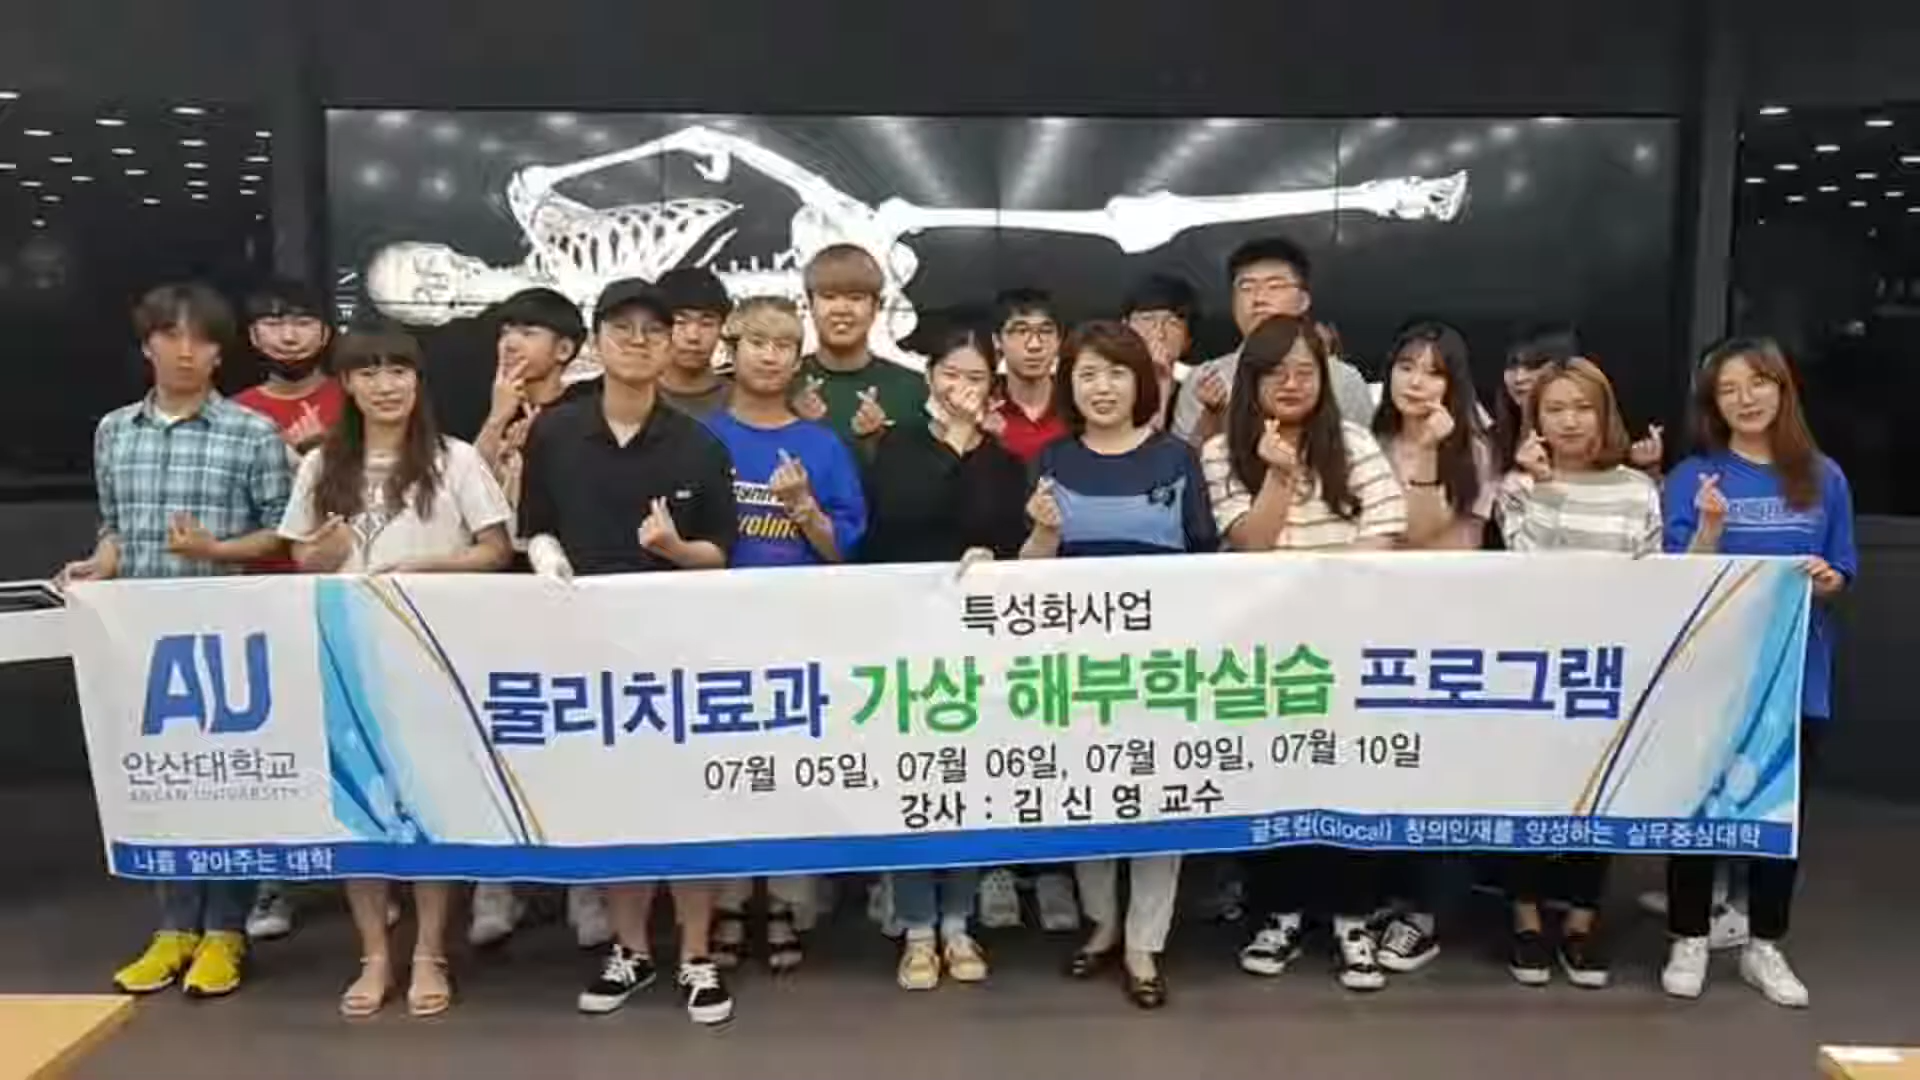 특성화사업
물리치료과 가상 해부학실습 프로그램
07월 05일, 07월 06일, 07월 09일, 07월 10일
강사 : 김 신 영 교수
AU
안산대학교
ANSAN UNIVERSITY
나를 알아주는 대학
글로컬(Glocal) 창의인재를 양성하는 실무중심대학